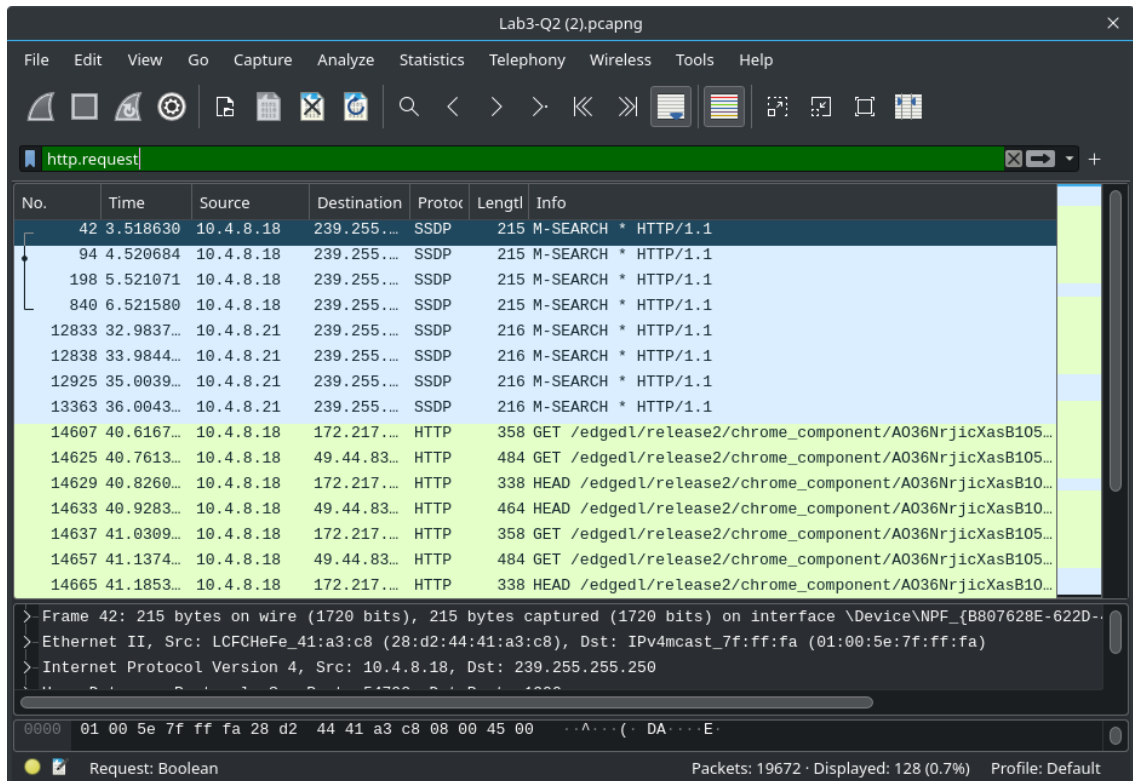 Lab3-Q2 (2).pcapng
File Edit View Go Capture Analyze Statistics Telephony Wireless Tools Help
http.request
No. Time Source Destination Protoc Lengtl Info
42 3.518630 10.4.8.18 239.255.… SSDP 215 M-SEARCH * HTTP/1.1
94 4.520684 10.4.8.18 239.255.… SSDP 215 M-SEARCH * HTTP/1.1
198 5.521071 10.4.8.18 239.255.… SSDP 215 M-SEARCH * HTTP/1.1
840 6.521580 10.4.8.18 239.255.… SSDP 215 M-SEARCH * HTTP/1.1
12833 32.9837… 10.4.8.21 239.255.… SSDP 216 M-SEARCH * HTTP/1.1
12838 33.9844… 10.4.8.21 239.255.… SSDP 216 M-SEARCH * HTTP/1.1
12925 35.0039… 10.4.8.21 239.255.… SSDP 216 M-SEARCH * HTTP/1.1
13363 36.0043… 10.4.8.21 239.255.… SSDP 216 M-SEARCH * HTTP/1.1
14607 40.6167… 10.4.8.18 172.217.… HTTP 358 GET /edgedl/release2/chrome_component/AO36NrjicXasB1O5…
14625 40.7613… 10.4.8.18 49.44.83… HTTP 484 GET /edgedl/release2/chrome_component/AO36NrjicXasB1O5…
14629 40.8260… 10.4.8.18 172.217.… HTTP 338 HEAD /edgedl/release2/chrome_component/AO36NrjicXasB1O…
14633 40.9283… 10.4.8.18 49.44.83… HTTP 464 HEAD /edgedl/release2/chrome_component/AO36NrjicXasB1O…
14637 41.0309… 10.4.8.18 172.217.… HTTP 358 GET /edgedl/release2/chrome_component/AO36NrjicXasB1O5…
14657 41.1374… 10.4.8.18 49.44.83… HTTP 484 GET /edgedl/release2/chrome_component/AO36NrjicXasB1O5…
14665 41.1853… 10.4.8.18 172.217.… HTTP 338 HEAD /edgedl/release2/chrome_component/AO36NrjicXasB1O…
Frame 42: 215 bytes on wire (1720 bits), 215 bytes captured (1720 bits) on interface \Device\NPF_{B807628E-622D-
Ethernet II, Src: LCFCHeFe_41:a3:c8 (28:d2:44:41:a3:c8), Dst: IPv4mcast_7f:ff:fa (01:00:5e:7f:ff:fa)
Internet Protocol Version 4, Src: 10.4.8.18, Dst: 239.255.255.250
0000 01 00 5e 7f ff fa 28 d2 44 41 a3 c8 08 00 45 00 ··^···(· DA····E·
Request: Boolean Packets: 19672 · Displayed: 128 (0.7%) Profile: Default